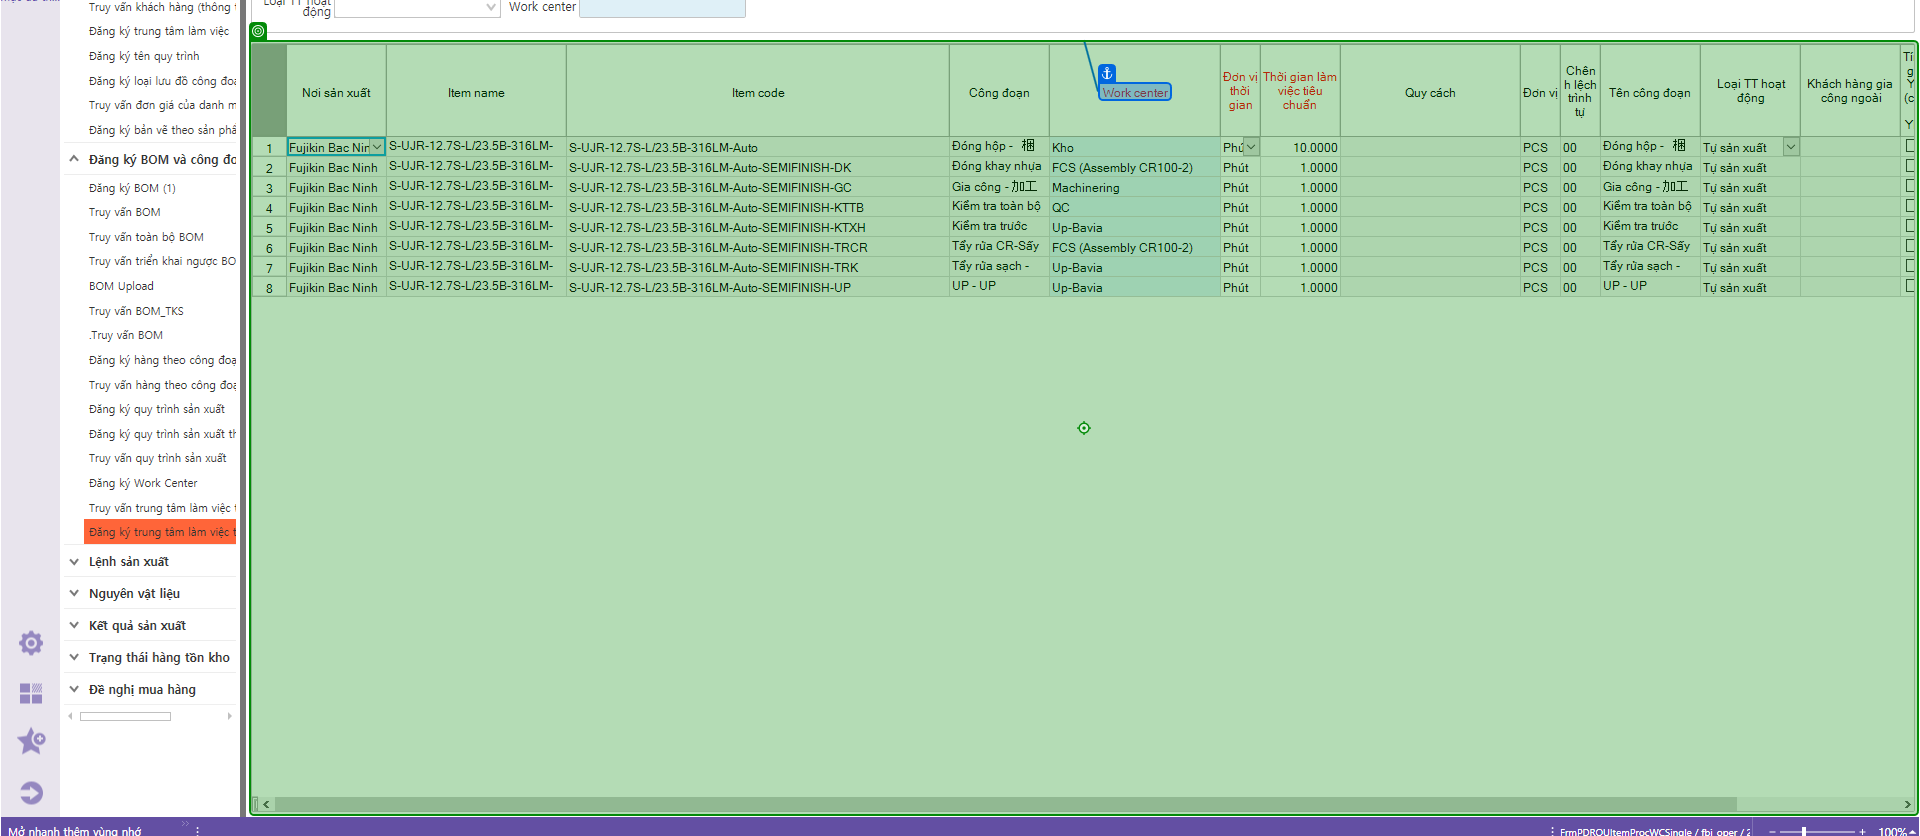 Truy vấn khách hàng (thông
Đăng ký trung tâm làm việc
Đăng ký tên quy trình
Đăng ký loại lưu đồ công đoạ
Truy vấn đơn giá của danh m
Đăng ký bản vẽ theo sản phẩ
Đăng ký BOM và công đo
Đăng ký BOM (1)
Truy vấn BOM
Truy vấn toàn bộ BOM
Truy vấn triển khai ngược BO
BOM Upload
Truy vấn BOM_TKS
.Truy vấn BOM
Đăng ký hàng theo công đoạ
Truy vấn hàng theo công đoạ
Đăng ký quy trình sản xuất
Đăng ký quy trình sản xuất th
Truy vấn quy trình sản xuất
Đăng ký Work Center
Truy vấn trung tâm làm việc t
Đăng ký trung tâm làm việc t
Lệnh sản xuất
Nguyên vật liệu
Kết quả sản xuất
Trạng thái hàng tồn kho
Đề nghị mua hàng
Loại TT hoạt động Work center
Nơi sản xuất Item name Item code Công đoạn Work center Đơn vị thời gian Thời gian làm việc tiêu chuẩn Quy cách Đơn vị Chên h lệch trình tự Tên công đoạn Loại TT hoạt động Khách hàng gia công ngoài
1 Fujikin Bac Nin S-UJR-12.7S-L/23.5B-316LM- S-UJR-12.7S-L/23.5B-316LM-Auto Đóng hộp - 梱 Kho Phú 10.0000 PCS 00 Đóng hộp - 梱 Tự sản xuất
2 Fujikin Bac Ninh S-UJR-12.7S-L/23.5B-316LM- S-UJR-12.7S-L/23.5B-316LM-Auto-SEMIFINISH-DK Đóng khay nhựa FCS (Assembly CR100-2) Phút 1.0000 PCS 00 Đóng khay nhựa Tự sản xuất
3 Fujikin Bac Ninh S-UJR-12.7S-L/23.5B-316LM- S-UJR-12.7S-L/23.5B-316LM-Auto-SEMIFINISH-GC Gia công - 加工 Machinering Phút 1.0000 PCS 00 Gia công - 加工 Tự sản xuất
4 Fujikin Bac Ninh S-UJR-12.7S-L/23.5B-316LM- S-UJR-12.7S-L/23.5B-316LM-Auto-SEMIFINISH-KTTB Kiểm tra toàn bộ QC Phút 1.0000 PCS 00 Kiểm tra toàn bộ Tự sản xuất
5 Fujikin Bac Ninh S-UJR-12.7S-L/23.5B-316LM- S-UJR-12.7S-L/23.5B-316LM-Auto-SEMIFINISH-KTXH Kiểm tra trước Up-Bavia Phút 1.0000 PCS 00 Kiểm tra trước Tự sản xuất
6 Fujikin Bac Ninh S-UJR-12.7S-L/23.5B-316LM- S-UJR-12.7S-L/23.5B-316LM-Auto-SEMIFINISH-TRCR Tẩy rửa CR-Sấy FCS (Assembly CR100-2) Phút 1.0000 PCS 00 Tẩy rửa CR-Sấy Tự sản xuất
7 Fujikin Bac Ninh S-UJR-12.7S-L/23.5B-316LM- S-UJR-12.7S-L/23.5B-316LM-Auto-SEMIFINISH-TRK Tẩy rửa sạch - Up-Bavia Phút 1.0000 PCS 00 Tẩy rửa sạch - Tự sản xuất
8 Fujikin Bac Ninh S-UJR-12.7S-L/23.5B-316LM- S-UJR-12.7S-L/23.5B-316LM-Auto-SEMIFINISH-UP UP - UP Up-Bavia Phút 1.0000 PCS 00 UP - UP Tự sản xuất
Mở nhanh thêm vùng nhớ FrmPDROUItemProcWCSingle / fbi_oper / 2 100%